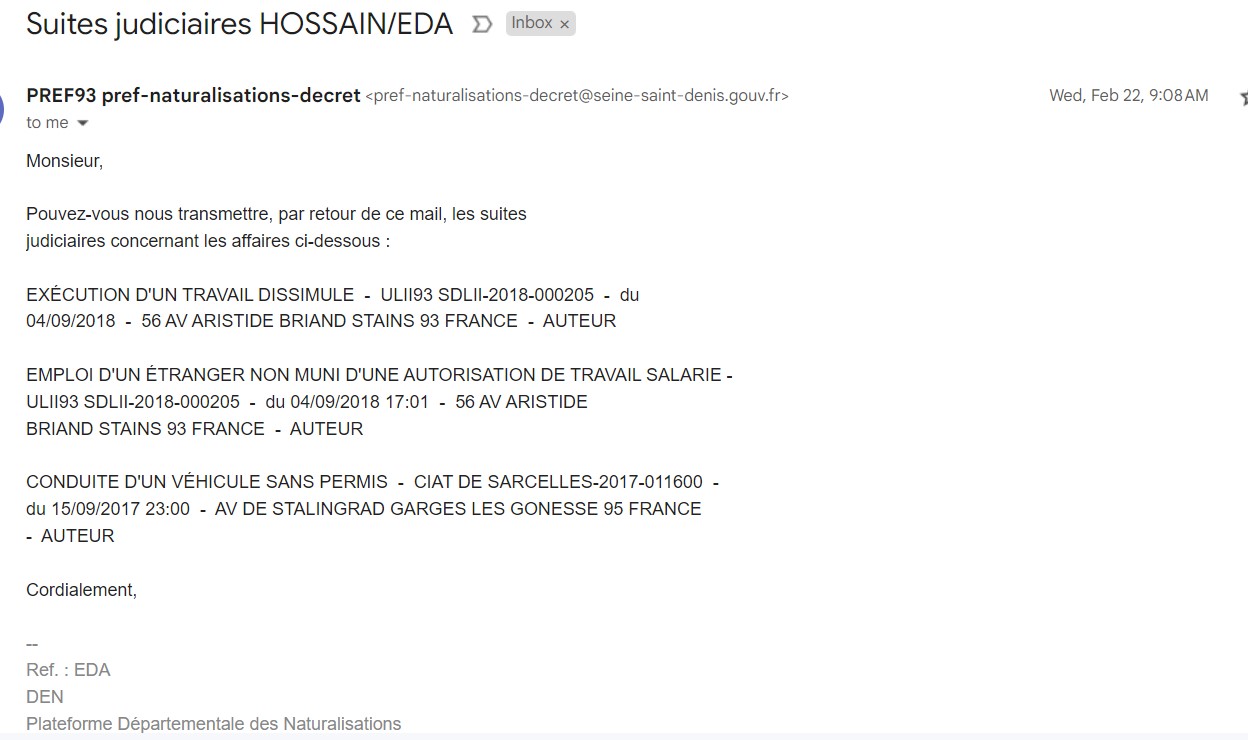 Suites judiciaires HOSSAIN/EDA Inbox ×
PREF93 pref-naturalisations-decret <pref-naturalisations-decret@seine-saint-denis.gouv.fr> Wed, Feb 22, 9:08 AM
to me
Monsieur,
Pouvez-vous nous transmettre, par retour de ce mail, les suites
judiciaires concernant les affaires ci-dessous :
EXÉCUTION D'UN TRAVAIL DISSIMULE - ULII93 SDLII-2018-000205 - du
04/09/2018 - 56 AV ARISTIDE BRIAND STAINS 93 FRANCE - AUTEUR
EMPLOI D'UN ÉTRANGER NON MUNI D'UNE AUTORISATION DE TRAVAIL SALARIE -
ULII93 SDLII-2018-000205 - du 04/09/2018 17:01 - 56 AV ARISTIDE
BRIAND STAINS 93 FRANCE - AUTEUR
CONDUITE D'UN VÉHICULE SANS PERMIS - CIAT DE SARCELLES-2017-011600 -
du 15/09/2017 23:00 - AV DE STALINGRAD GARGES LES GONESSE 95 FRANCE
- AUTEUR
Cordialement,
--
Ref. : EDA
DEN
Plateforme Départementale des Naturalisations